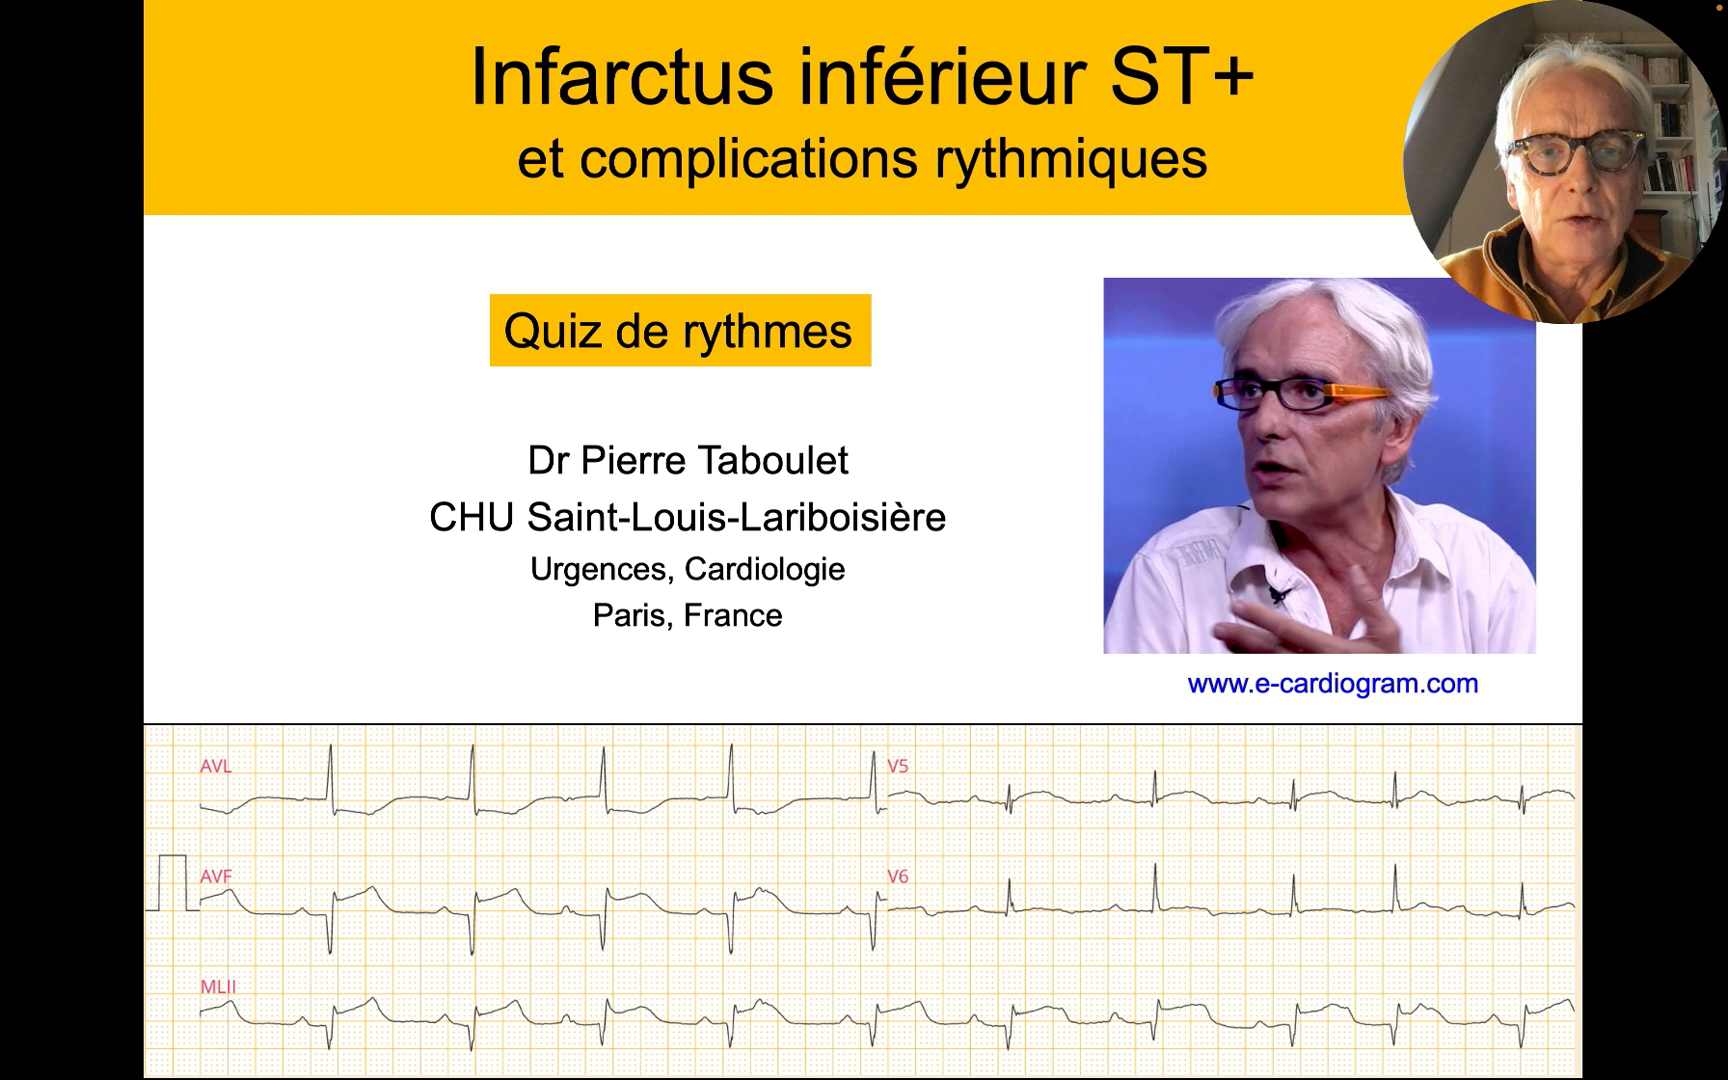 Infarctus inférieur ST+
et complications rythmiques
Quiz de rythmes
Dr Pierre Taboulet
CHU Saint-Louis-Lariboisière
Urgences, Cardiologie
Paris, France
www.e-cardiogram.com
AVL
V5
AVF
V6
MLII